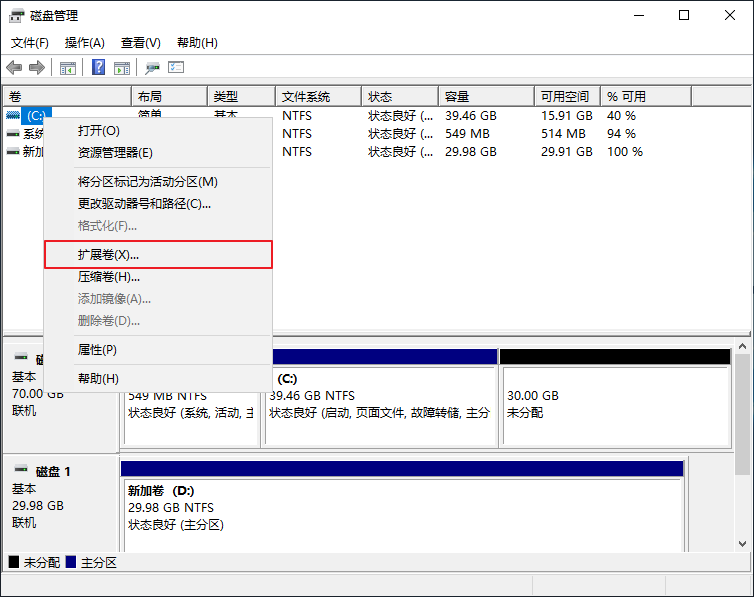 磁盘管理
文件(F) 操作(A) 查看(V) 帮助(H)
卷 布局 类型 文件系统 状态 容量 可用空间 % 可用
(C:) 简单 基本 NTFS 状态良好 (... 39.46 GB 15.91 GB 40 %
系统 NTFS 状态良好 (... 549 MB 514 MB 94 %
新加 NTFS 状态良好 (... 29.98 GB 29.91 GB 100 %
打开(O)
资源管理器(E)
将分区标记为活动分区(M)
更改驱动器号和路径(C)...
格式化(F)...
扩展卷(X)...
压缩卷(H)...
添加镜像(A)...
删除卷(D)...
属性(P)
帮助(H)
基本
70.00 GB
联机
549 MB NTFS
状态良好 (系统, 活动, 主
(C:)
39.46 GB NTFS
状态良好 (启动, 页面文件, 故障转储, 主分
30.00 GB
未分配
磁盘 1
基本
29.98 GB
联机
新加卷 (D:)
29.98 GB NTFS
状态良好 (主分区)
未分配 主分区